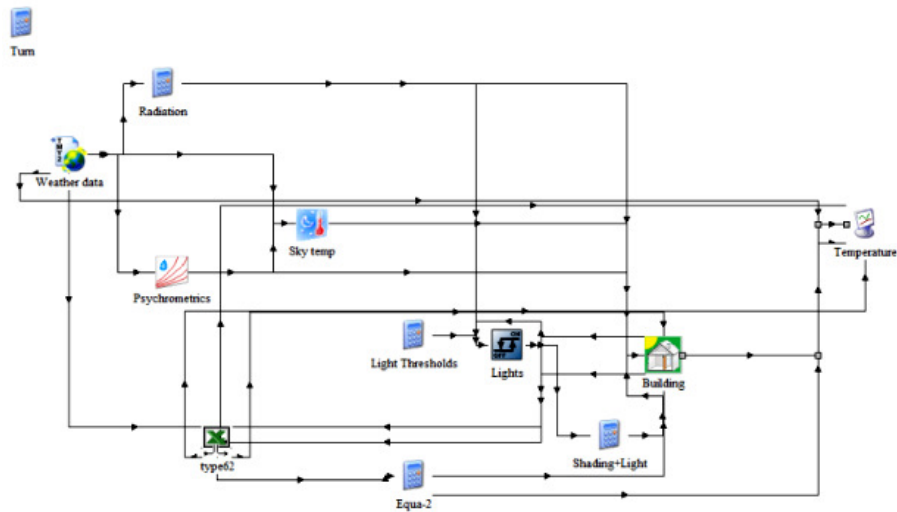 Turn
Radiation
Weather data
Sky temp
Temperature
Psychrometrics
Light Thresholds
Lights
Building
type62
Shading+Light
Equa-2